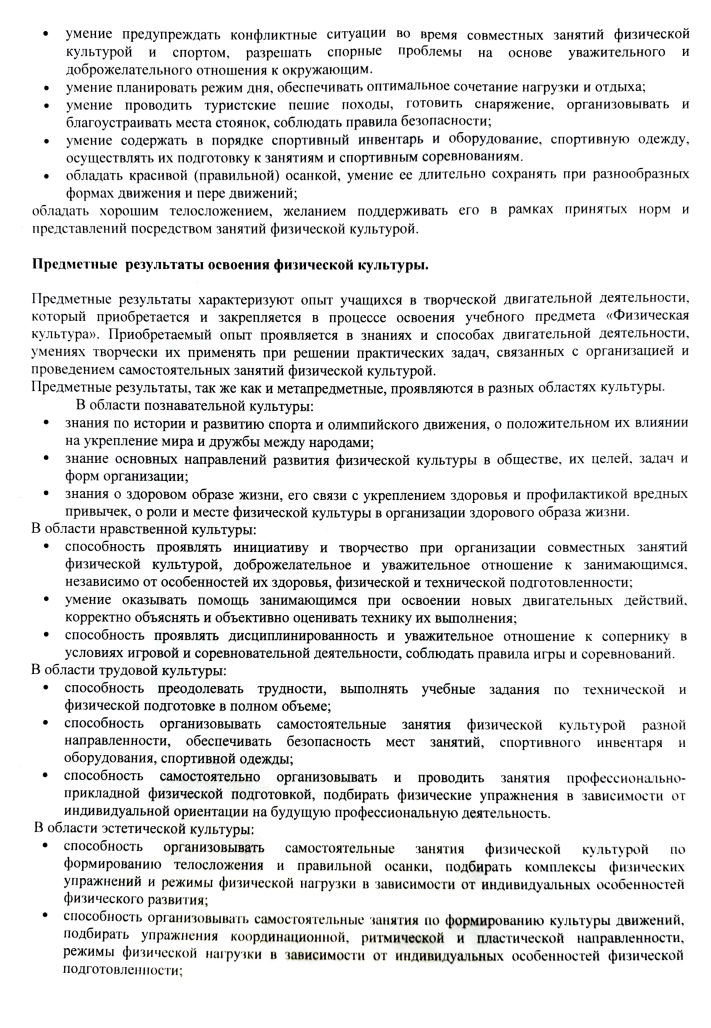 • умение предупреждать конфликтные ситуации во время совместных занятий физической
культурой и спортом, разрешать спорные проблемы на основе уважительного и
доброжелательного отношения к окружающим.
• умение планировать режим дня, обеспечивать оптимальное сочетание нагрузки и отдыха;
• умение проводить туристские пешие походы, готовить снаряжение, организовывать и
благоустраивать места стоянок, соблюдать правила безопасности;
• умение содержать в порядке спортивный инвентарь и оборудование, спортивную одежду,
осуществлять их подготовку к занятиям и спортивным соревнованиям.
• обладать красивой (правильной) осанкой, умение ее длительно сохранять при разнообразных
формах движения и пере движений;
обладать хорошим телосложением, желанием поддерживать его в рамках принятых норм и
представлений посредством занятий физической культурой.
Предметные результаты освоения физической культуры.
Предметные результаты характеризуют опыт учащихся в творческой двигательной деятельности,
который приобретается и закрепляется в процессе освоения учебного предмета «Физическая
культура». Приобретаемый опыт проявляется в знаниях и способах двигательной деятельности,
умениях творчески их применять при решении практических задач, связанных с организацией и
проведением самостоятельных занятий физической культурой.
Предметные результаты, так же как и метапредметные, проявляются в разных областях культуры.
В области познавательной культуры:
• знания по истории и развитию спорта и олимпийского движения, о положительном их влиянии
на укрепление мира и дружбы между народами;
• знание основных направлений развития физической культуры в обществе, их целей, задач и
форм организации;
• знания о здоровом образе жизни, его связи с укреплением здоровья и профилактикой вредных
привычек, о роли и месте физической культуры в организации здорового образа жизни.
В области нравственной культуры:
• способность проявлять инициативу и творчество при организации совместных занятий
физической культурой, доброжелательное и уважительное отношение к занимающимся,
независимо от особенностей их здоровья, физической и технической подготовленности;
• умение оказывать помощь занимающимся при освоении новых двигательных действий,
корректно объяснять и объективно оценивать технику их выполнения;
• способность проявлять дисциплинированность и уважительное отношение к сопернику в
условиях игровой и соревновательной деятельности, соблюдать правила игры и соревнований.
В области трудовой культуры:
• способность преодолевать трудности, выполнять учебные задания по технической и
физической подготовке в полном объеме;
• способность организовывать самостоятельные занятия физической культурой разной
направленности, обеспечивать безопасность мест занятий, спортивного инвентаря и
оборудования, спортивной одежды;
• способность самостоятельно организовывать и проводить занятия профессионально-
прикладной физической подготовкой, подбирать физические упражнения в зависимости от
индивидуальной ориентации на будущую профессиональную деятельность.
В области эстетической культуры:
• способность организовывать самостоятельные занятия физической культурой по
формированию телосложения и правильной осанки, подбирать комплексы физических
упражнений и режимы физической нагрузки в зависимости от индивидуальных особенностей
физического развития;
• способность организовывать самостоятельные занятия по формированию культуры движений,
подбирать упражнения координационной, ритмической и пластической направленности,
режимы физической нагрузки в зависимости от индивидуальных особенностей физической
подготовленности;